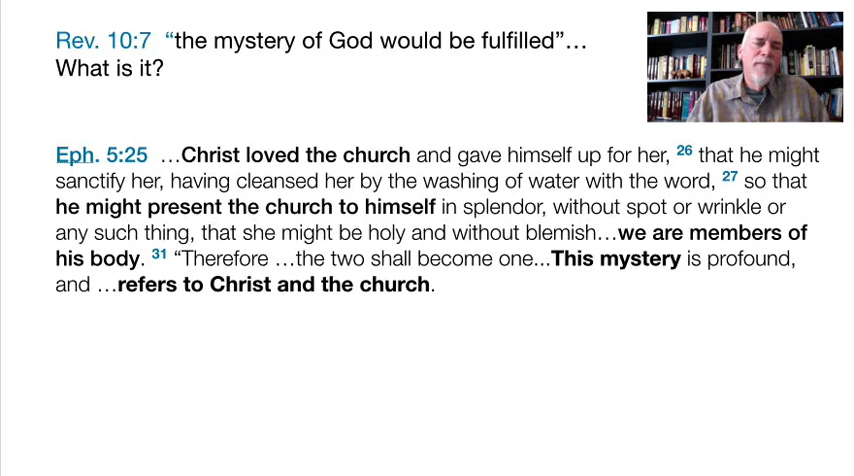 Rev. 10:7 “the mystery of God would be fulfilled”…
What is it?
Eph. 5:25 …Christ loved the church and gave himself up for her, 26 that he might
sanctify her, having cleansed her by the washing of water with the word, 27 so that
he might present the church to himself in splendor, without spot or wrinkle or
any such thing, that she might be holy and without blemish…we are members of
his body. 31 “Therefore …the two shall become one...This mystery is profound,
and …refers to Christ and the church.